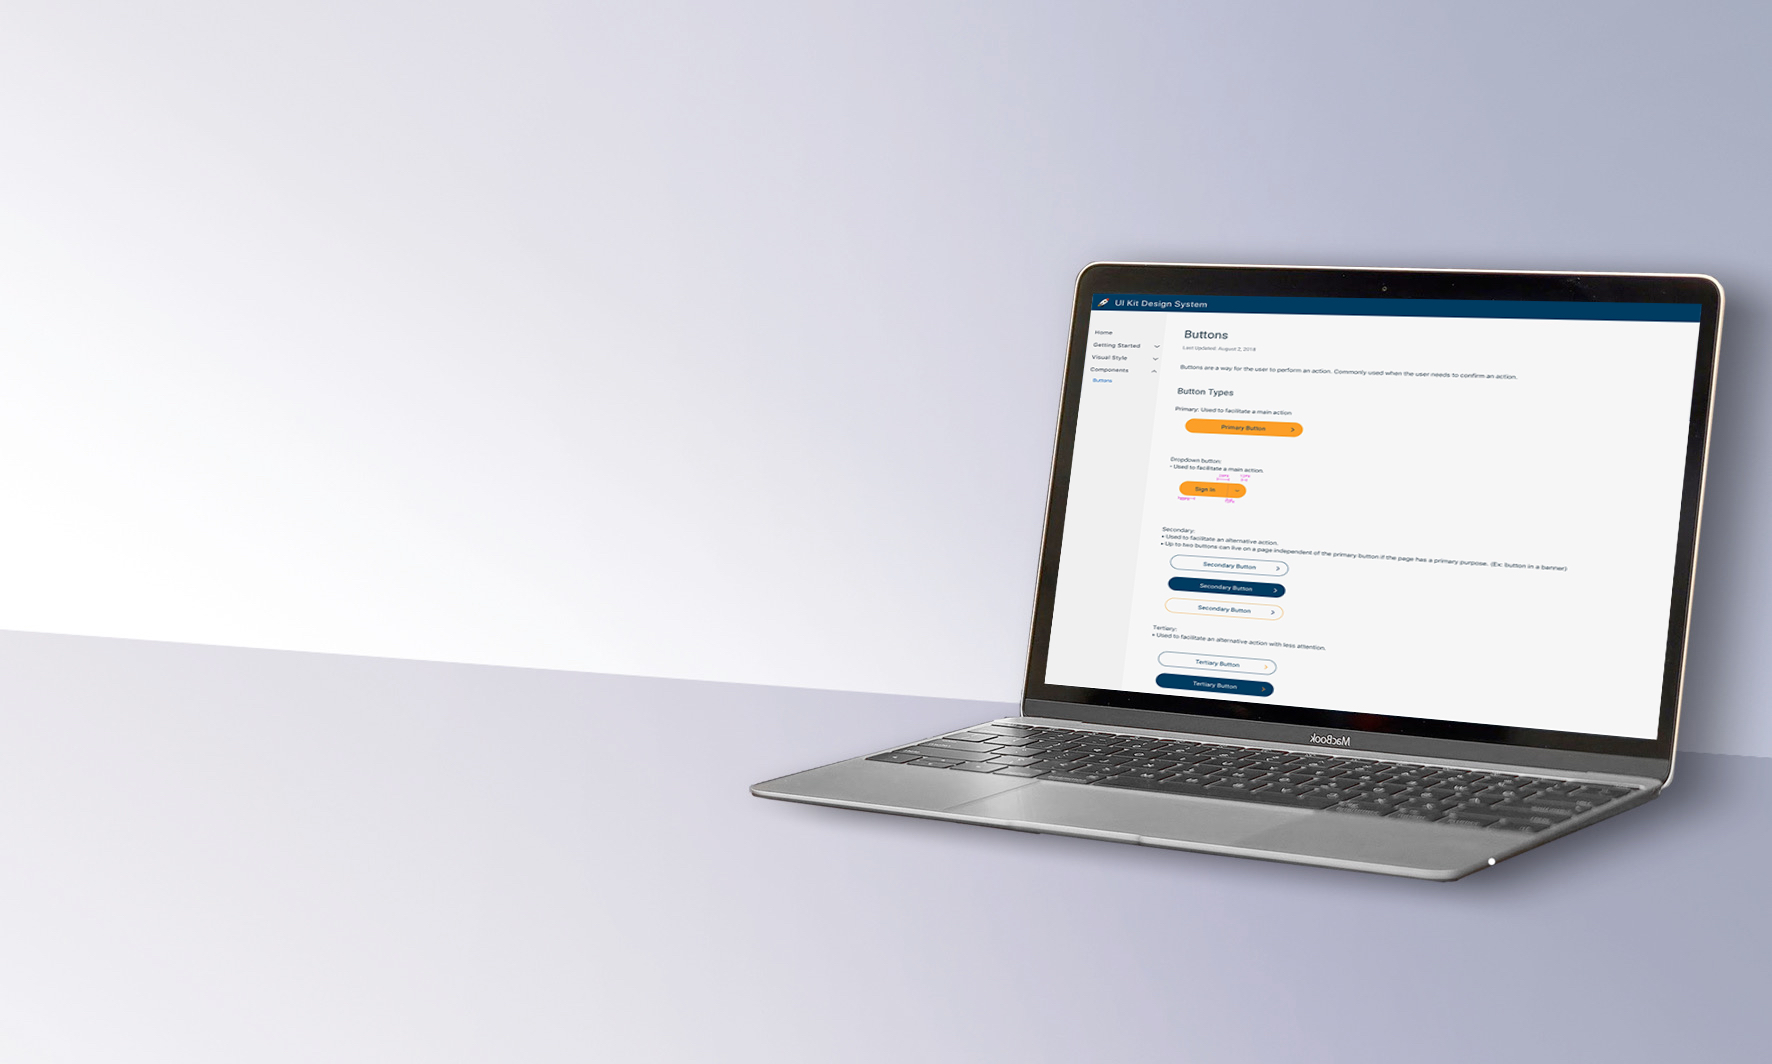 UI Kit Design System
Home
Getting Started
Visual Style
Components
Buttons
Buttons
Last Updated: August 2, 2018
Buttons are a way for the user to perform an action. Commonly used when the user needs to confirm an action.
Button Types
Primary: Used to facilitate a main action
Primary Button
Dropdown button:
• Used to facilitate a main action.
Sign In
Secondary:
• Used to facilitate an alternative action.
• Up to two buttons can live on a page independent of the primary button if the page has a primary purpose. (Ex: button in a banner)
Secondary Button
Secondary Button
Secondary Button
Tertiary:
• Used to facilitate an alternative action with less attention.
Tertiary Button
Tertiary Button
MacBook